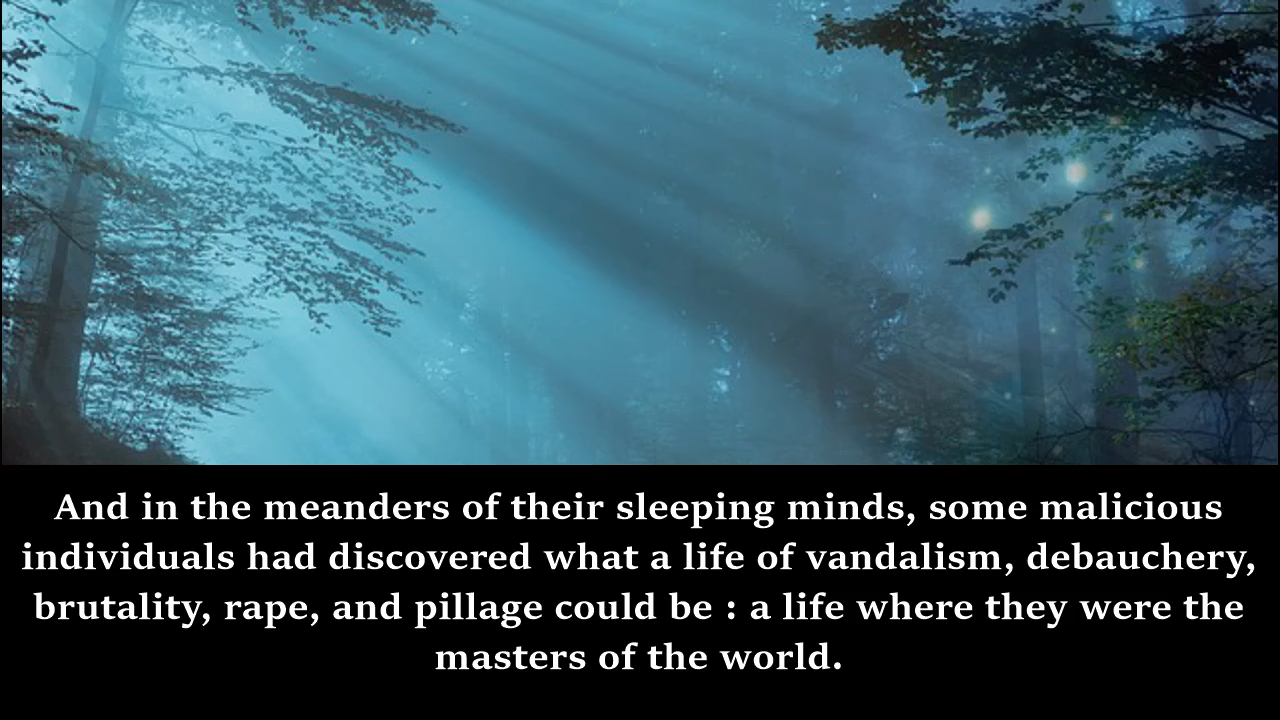 And in the meanders of their sleeping minds, some malicious
individuals had discovered what a life of vandalism, debauchery,
brutality, rape, and pillage could be : a life where they were the
masters of the world.